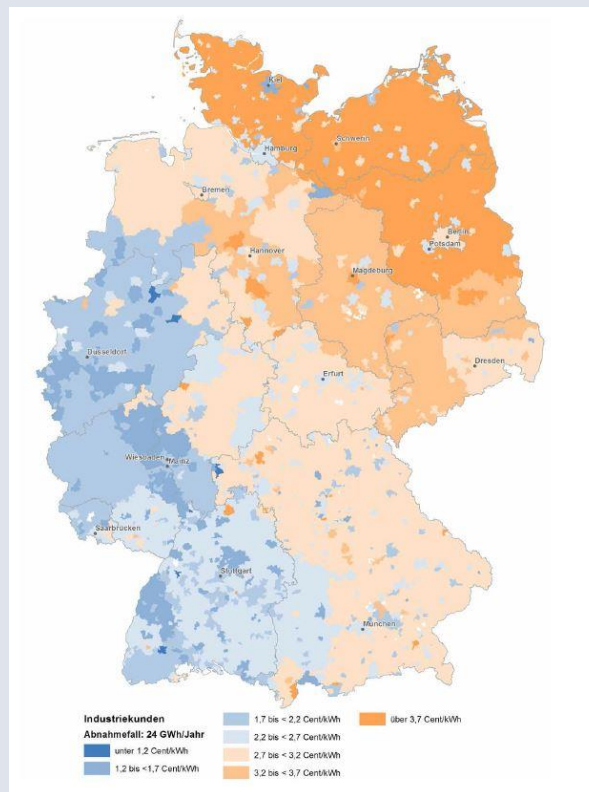 Kiel
Schwerin
Hamburg
Bremen
Berlin
Potsdam
Hannover
Magdeburg
Düsseldorf
Dresden
Erfurt
Wiesbaden
Mainz
Saarbrücken
Stuttgart
München
Industriekunden
Abnahmefall: 24 GWh/Jahr
unter 1,2 Cent/kWh
1,2 bis <1,7 Cent/kWh
1,7 bis < 2,2 Cent/kWh
2,2 bis < 2,7 Cent/kWh
2,7 bis < 3,2 Cent/kWh
3,2 bis < 3,7 Cent/kWh
über 3,7 Cent/kWh